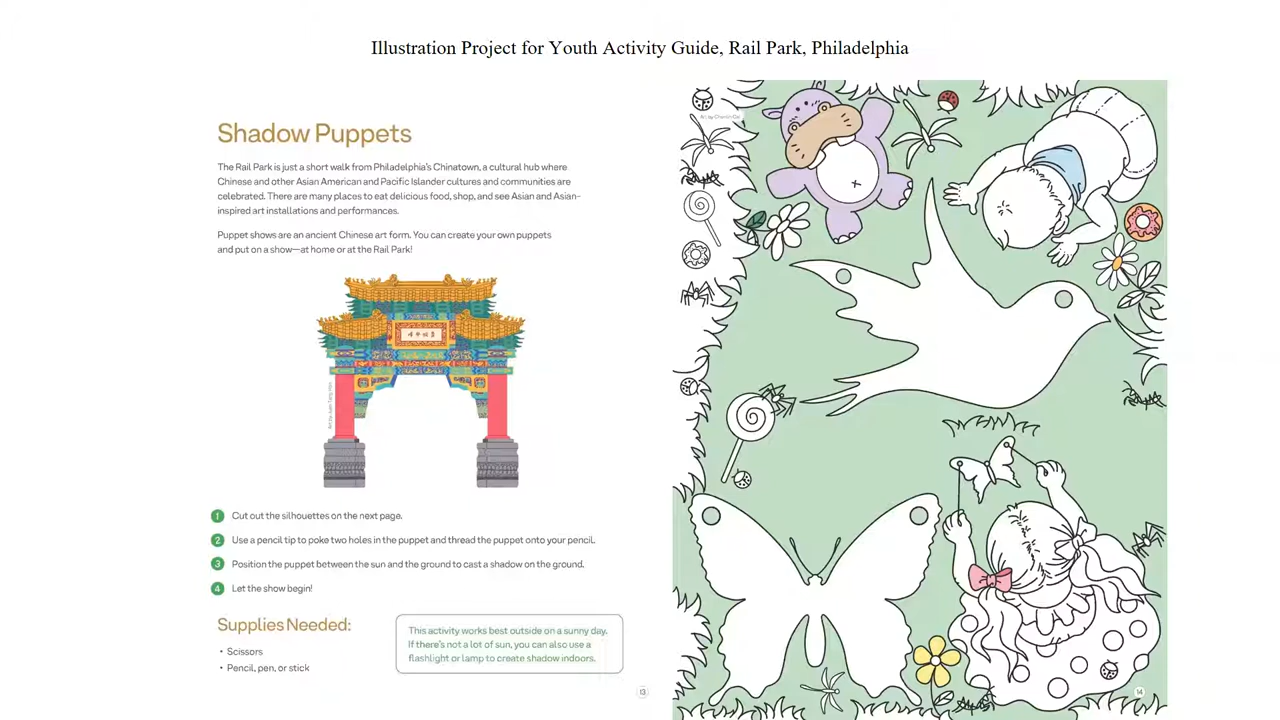 Illustration Project for Youth Activity Guide, Rail Park, Philadelphia
Shadow Puppets
The Rail Park is just a short walk from Philadelphia's Chinatown, a cultural hub where
Chinese and other Asian American and Pacific Islander cultures and communities are
celebrated. There are many places to eat delicious food, shop, and see Asian and Asian-
inspired art installations and performances.
Puppet shows are an ancient Chinese art form. You can create your own puppets
and put on a show—at home or at the Rail Park!
1 Cut out the silhouettes on the next page.
2 Use a pencil tip to poke two holes in the puppet and thread the puppet onto your pencil.
3 Position the puppet between the sun and the ground to cast a shadow on the ground.
4 Let the show begin!
Supplies Needed:
• Scissors
• Pencil, pen, or stick
This activity works best outside on a sunny day.
If there's not a lot of sun, you can also use a
flashlight or lamp to create shadow indoors.
13
14